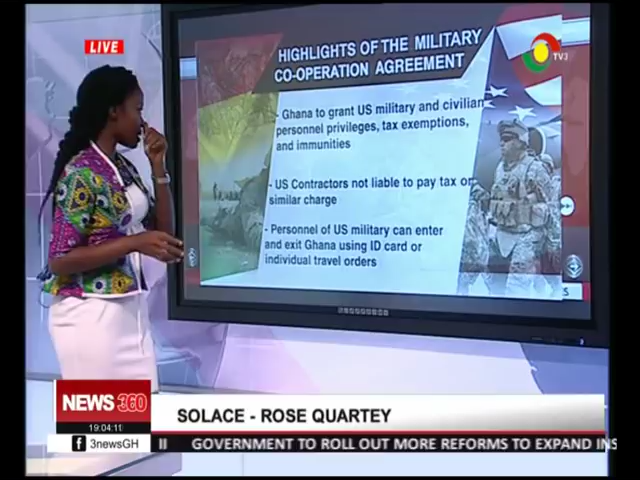 LIVE
HIGHLIGHTS OF THE MILITARY
CO-OPERATION AGREEMENT
TV3
- Ghana to grant US military and civilian
personnel privileges, tax exemptions,
and immunities
- US Contractors not liable to pay tax or
similar charge
- Personnel of US military can enter
and exit Ghana using ID card or
individual travel orders
NEWS 360
SOLACE - ROSE QUARTEY
19:04:11
3newsGH
GOVERNMENT TO ROLL OUT MORE REFORMS TO EXPAND INS